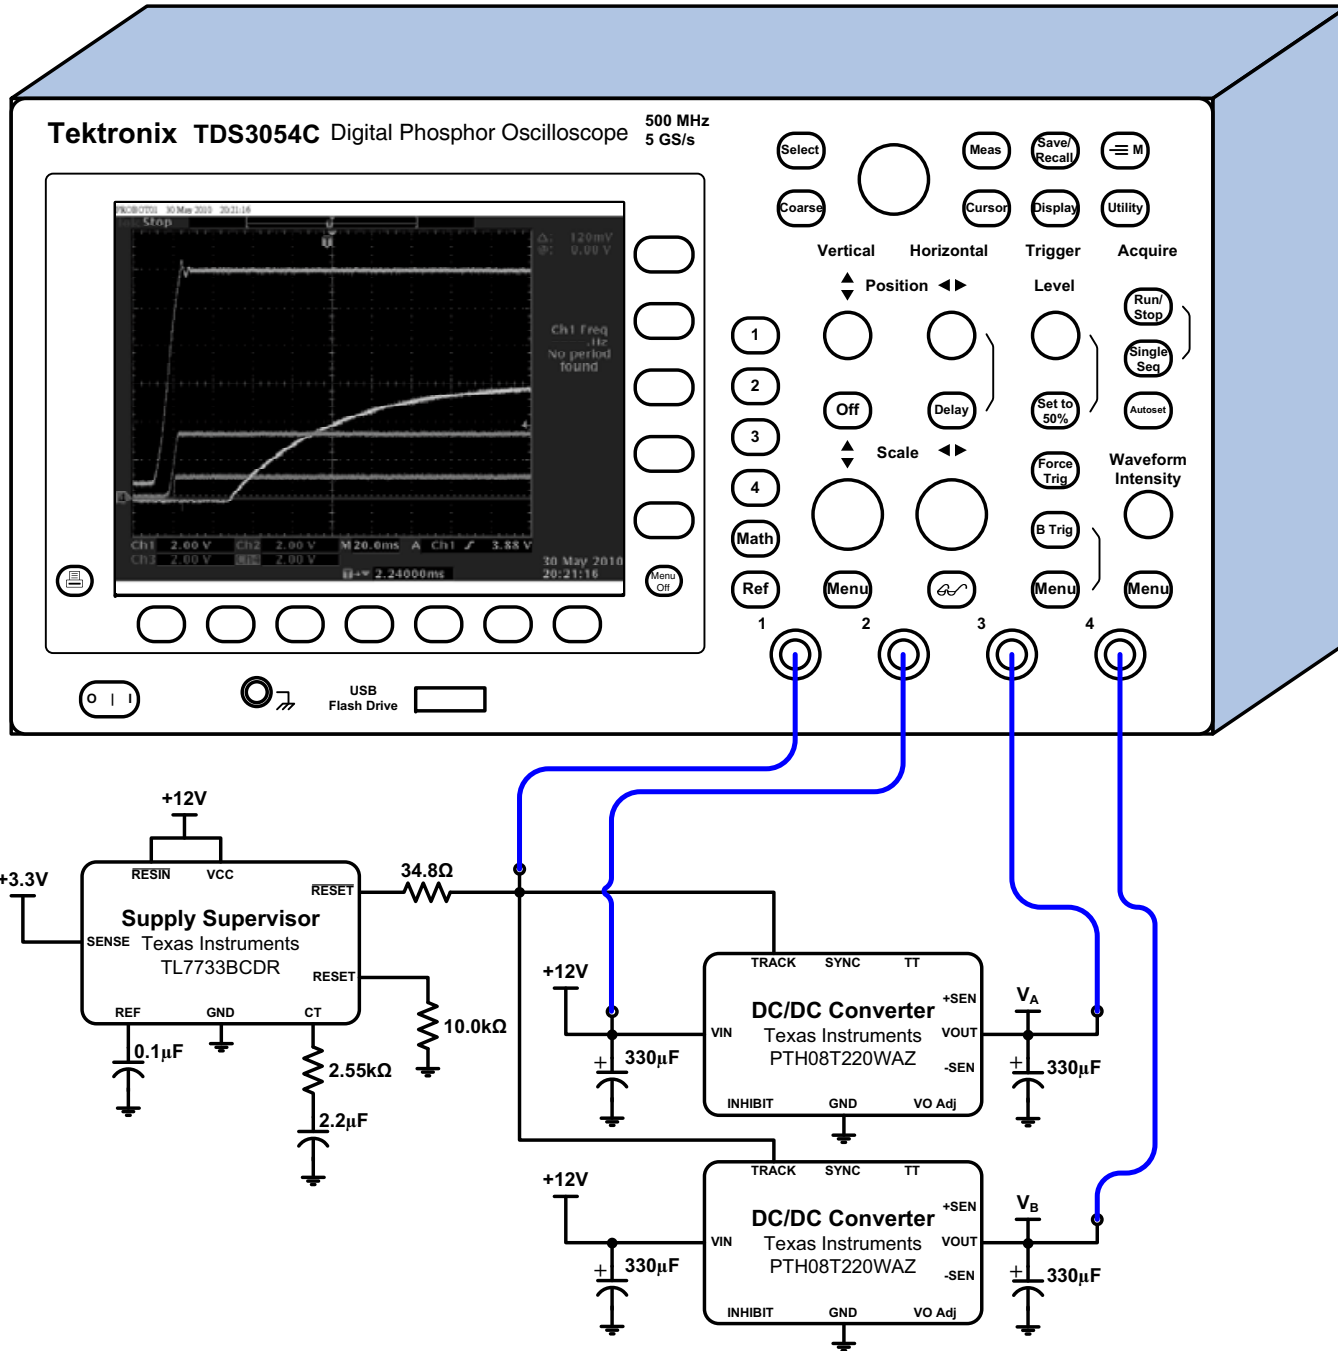 Tektronix TDS3054C Digital Phosphor Oscilloscope 500 MHz
5 GS/s
Select
Meas
Save/
Recall
M
Coarse
Cursor
Display
Utility
PROBOT01 30 May 2010 20:21:16
Stop
Δ: 120mV
@: 0.00 V
Ch1 Freq
Hz
No period
found
Ch1 2.00 V Ch2 2.00 V M 20.0ms A Ch1 3.88 V
Ch3 2.00 V Ch4 2.00 V
2.24000ms
30 May 2010
20:21:16
Vertical
Horizontal
Trigger
Acquire
Position
Level
Run/
Stop
Single
Seq
1
2
3
4
Math
Ref
Off
Delay
Set to
50%
Autoset
Scale
Force
Trig
Waveform
Intensity
B Trig
Menu
Off
Menu
Menu
Menu
1
2
3
4
O | I
USB
Flash Drive
+12V
RESIN
VCC
+3.3V
SENSE
RESET
34.8Ω
Supply Supervisor
Texas Instruments
TL7733BCDR
RESET
REF
GND
CT
10.0kΩ
0.1µF
2.55kΩ
2.2µF
+12V
330µF
+
TRACK
SYNC
TT
+SEN
VIN
DC/DC Converter
Texas Instruments
PTH08T220WAZ
VOUT
-SEN
INHIBIT
GND
VO Adj
VA
+
330µF
+12V
330µF
+
TRACK
SYNC
TT
+SEN
VIN
DC/DC Converter
Texas Instruments
PTH08T220WAZ
VOUT
-SEN
INHIBIT
GND
VO Adj
VB
+
330µF